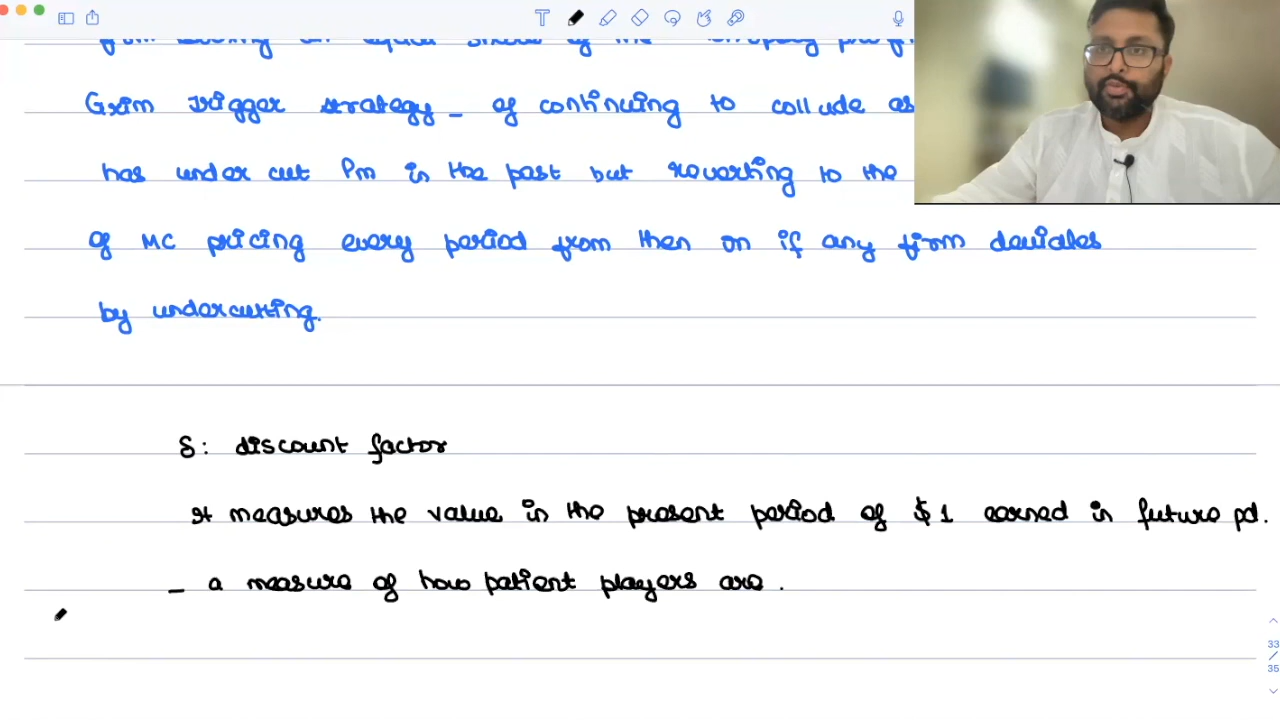 Grim trigger strategy - of continuing to collude as
has under cut Pm in the past but reverting to the
of MC pricing every period from then on if any firm deviates
by undercutting.
δ: discount factor
It measures the value in the present period of $1 earned in future pd.
- a measure of how patient players are.
33
/
35